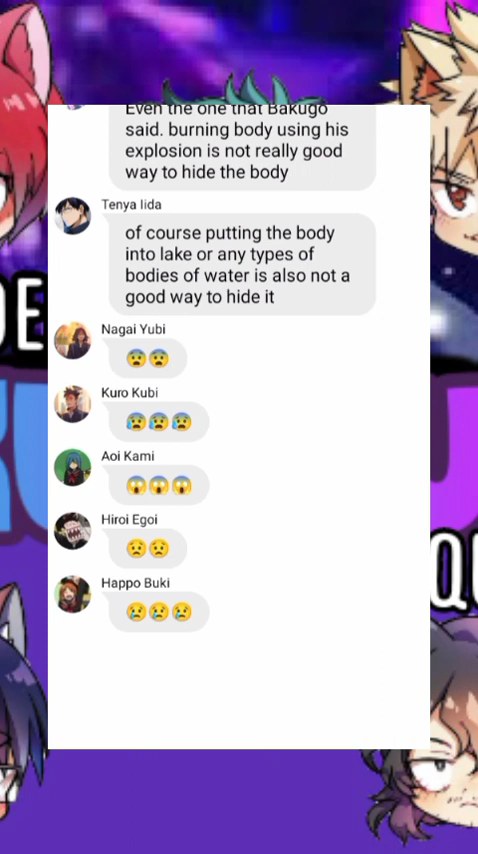 Even the one that Bakugo
said. burning body using his
explosion is not really good
way to hide the body
Tenya Iida
of course putting the body
into lake or any types of
bodies of water is also not a
good way to hide it
Nagai Yubi
😨😨
Kuro Kubi
😰😰😰
Aoi Kami
😱😱😱
Hiroi Egoi
😟😟
Happo Buki
😢😢😢
DE
QU